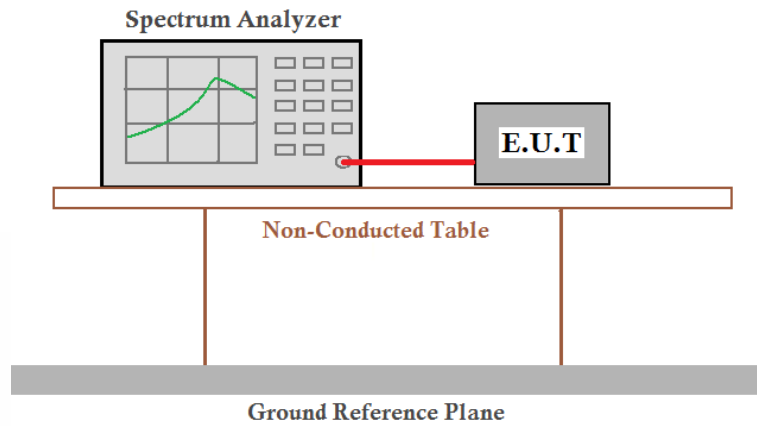 Spectrum Analyzer
E.U.T
Non-Conducted Table
Ground Reference Plane